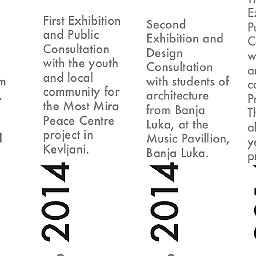 First Exhibition
and Public
Consultation
with the youth
and local
community for
the Most Mira
Peace Centre
project in
Kevljani.
2014
Second
Exhibition and
Design
Consultation
with students of
architecture
from Banja
Luka, at the
Music Pavillion,
Banja Luka.
2014